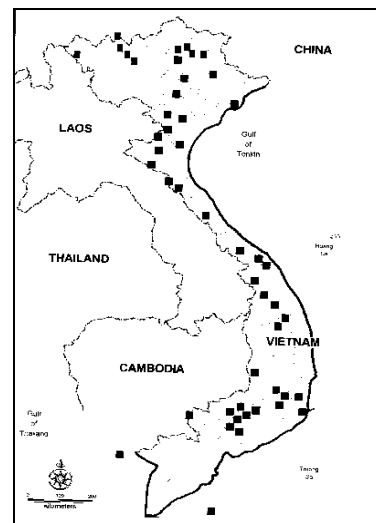 CHINA
LAOS
Gulf
of
Tonkin
THAILAND
VIETNAM
CAMBODIA
Gulf
of
Kilometers